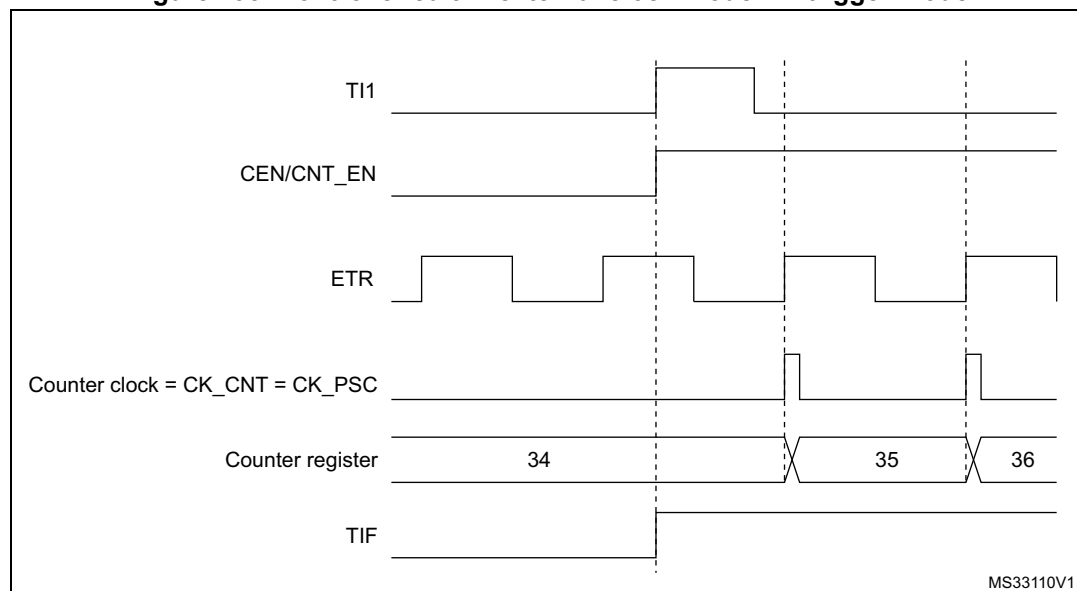 TI1
CEN/CNT_EN
ETR
Counter clock = CK_CNT = CK_PSC
Counter register 34 35 36
TIF
MS33110V1